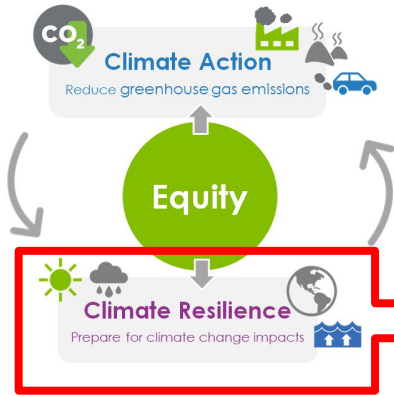 CO2
Climate Action
Reduce greenhouse gas emissions
Equity
Climate Resilience
Prepare for climate change impacts